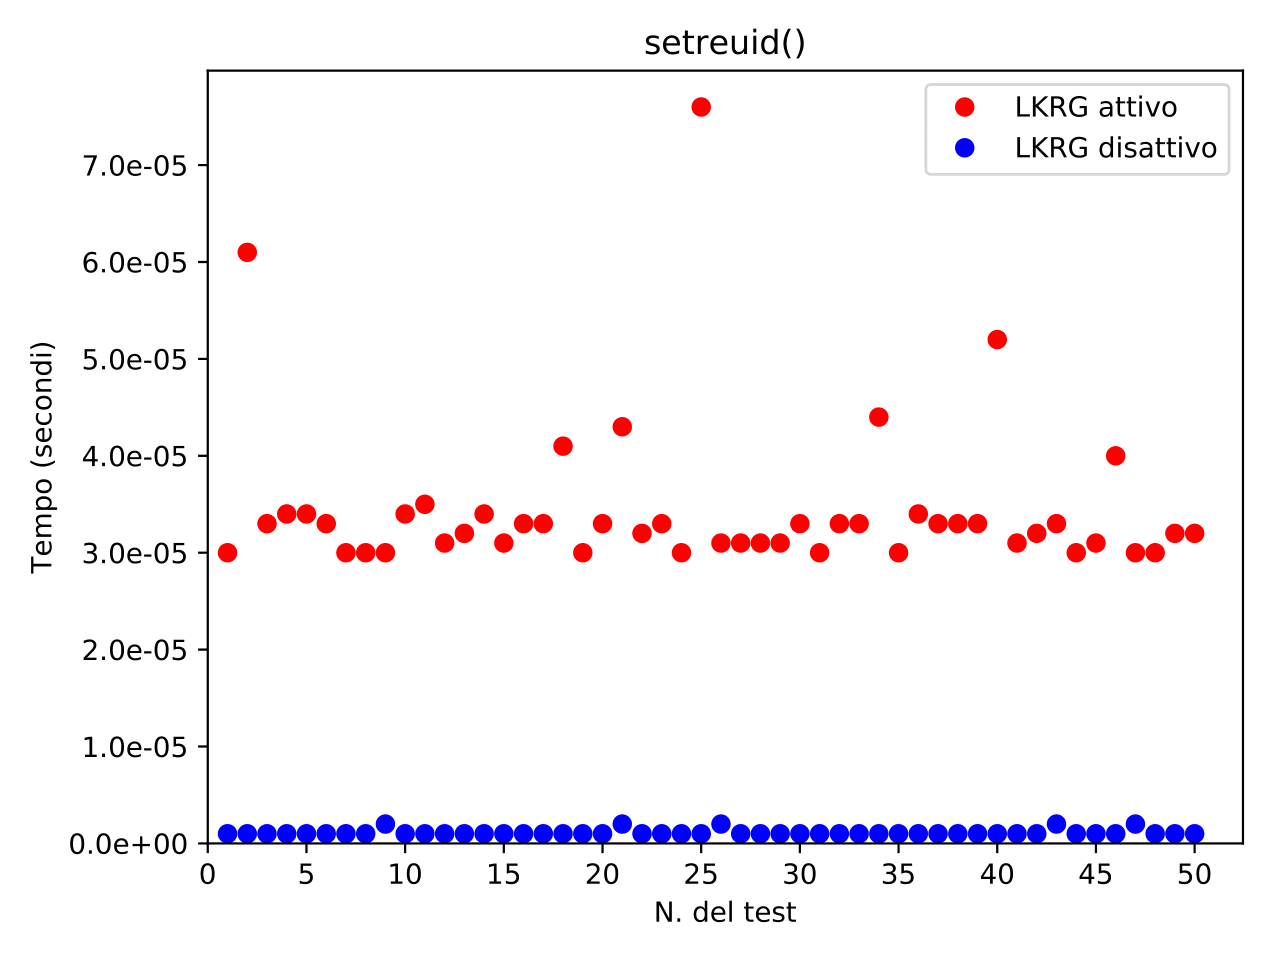 setreuid()
LKRG attivo
LKRG disattivo
7.0e-05
6.0e-05
5.0e-05
4.0e-05
3.0e-05
2.0e-05
1.0e-05
0.0e+00
Tempo (secondi)
0 5 10 15 20 25 30 35 40 45 50
N. del test